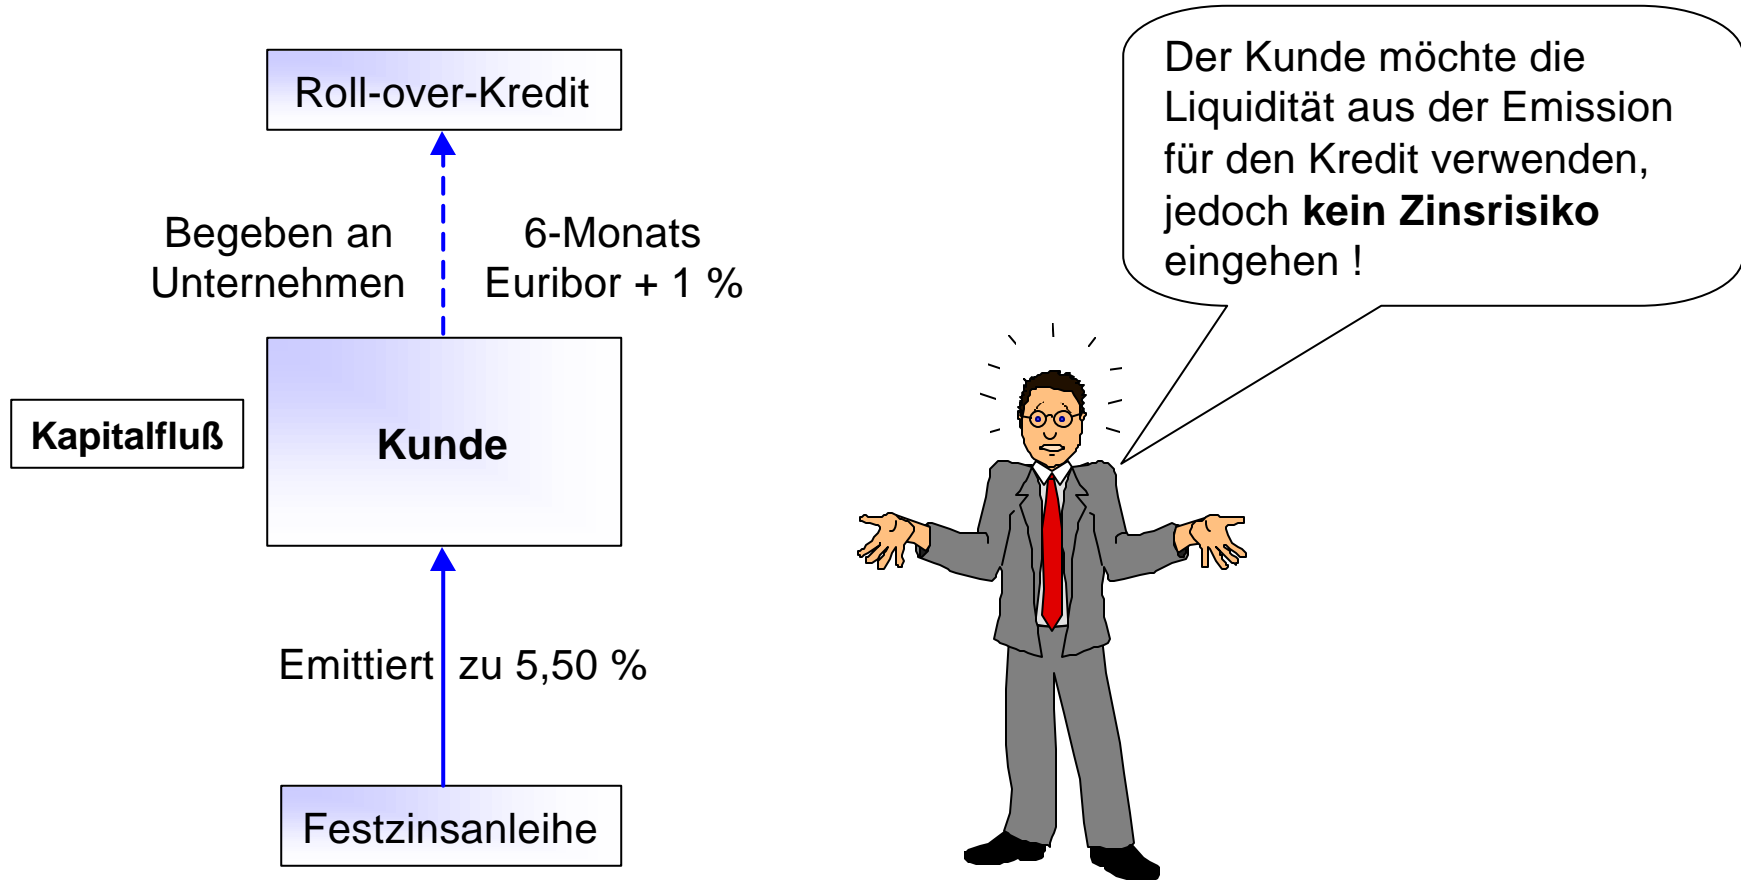 Roll-over-Kredit
Begeben an
Unternehmen
6-Monats
Euribor + 1 %
Kapitalfluß
Kunde
Emittiert zu 5,50 %
Festzinsanleihe
Der Kunde möchte die
Liquidität aus der Emission
für den Kredit verwenden,
jedoch kein Zinsrisiko
eingehen !